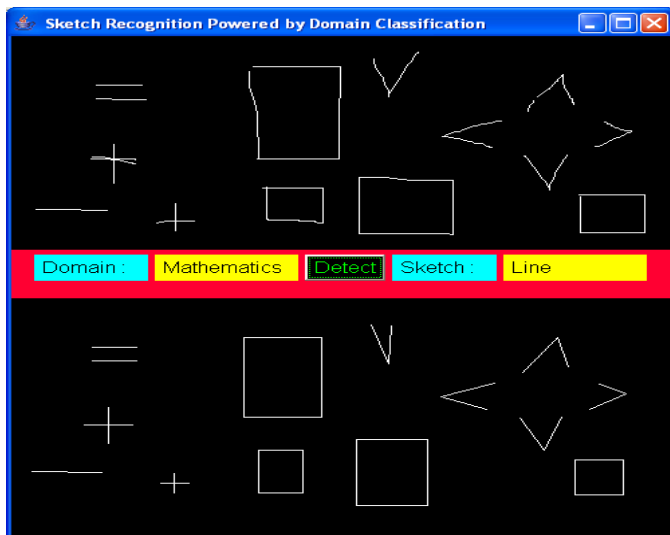 Sketch Recognition Powered by Domain Classification
Domain : Mathematics Detect Sketch : Line